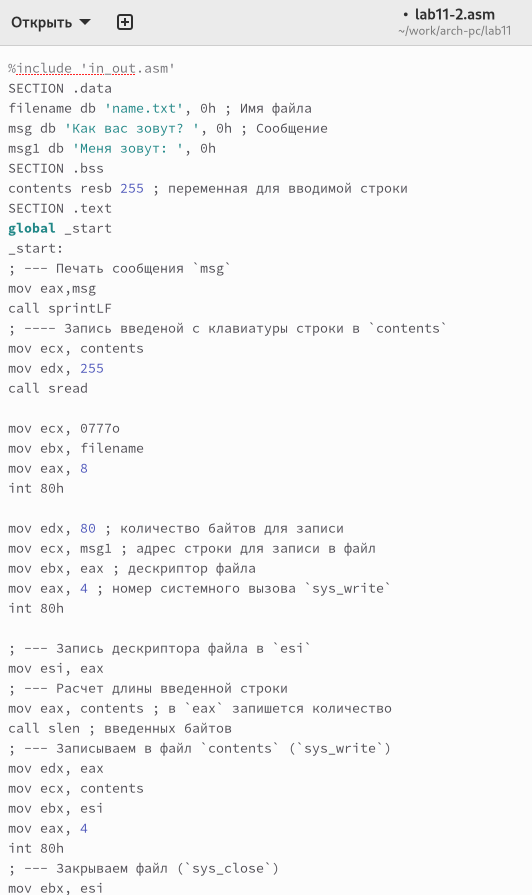 Открыть
• lab11-2.asm
~/work/arch-pc/lab11
%include 'in_out.asm'
SECTION .data
filename db 'name.txt', 0h ; Имя файла
msg db 'Как вас зовут? ', 0h ; Сообщение
msg1 db 'Меня зовут: ', 0h
SECTION .bss
contents resb 255 ; переменная для вводимой строки
SECTION .text
global _start
_start:
; --- Печать сообщения `msg`
mov eax,msg
call sprintLF
; ---- Запись введеной с клавиатуры строки в `contents`
mov ecx, contents
mov edx, 255
call sread
mov ecx, 0777o
mov ebx, filename
mov eax, 8
int 80h
mov edx, 80 ; количество байтов для записи
mov ecx, msg1 ; адрес строки для записи в файл
mov ebx, eax ; дескриптор файла
mov eax, 4 ; номер системного вызова `sys_write`
int 80h
; --- Запись дескриптора файла в `esi`
mov esi, eax
; --- Расчет длины введенной строки
mov eax, contents ; в `eax` запишется количество
call slen ; введенных байтов
; --- Записываем в файл `contents` (`sys_write`)
mov edx, eax
mov ecx, contents
mov ebx, esi
mov eax, 4
int 80h
; --- Закрываем файл (`sys_close`)
mov ebx, esi